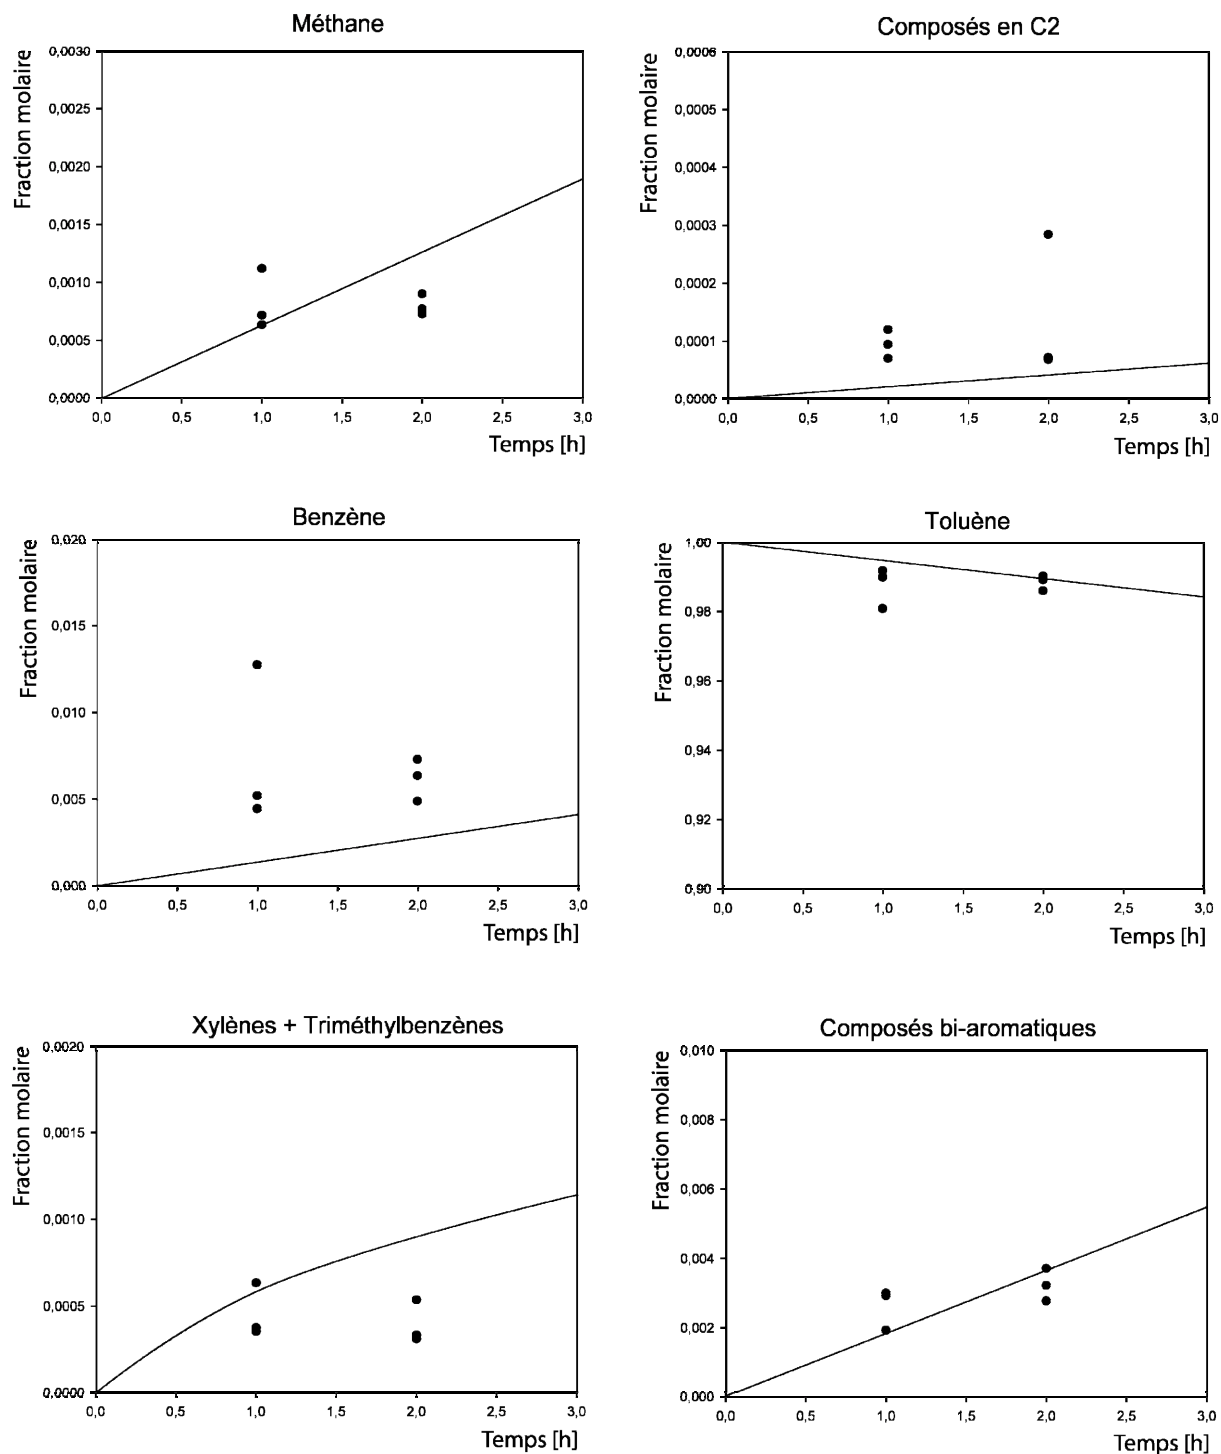 Méthane
Fraction molaire
0,0030
0,0025
0,0020
0,0015
0,0010
0,0005
0,0000
0,0 0,5 1,0 1,5 2,0 2,5 3,0
Temps [h]
Composés en C2
Fraction molaire
0,0006
0,0005
0,0004
0,0003
0,0002
0,0001
0,0000
0,0 0,5 1,0 1,5 2,0 2,5 3,0
Temps [h]
Benzène
Fraction molaire
0,020
0,015
0,010
0,005
0,000
0,0 0,5 1,0 1,5 2,0 2,5 3,0
Temps [h]
Toluène
Fraction molaire
1,00
0,98
0,96
0,94
0,92
0,90
0,0 0,5 1,0 1,5 2,0 2,5 3,0
Temps [h]
Xylènes + Triméthylbenzènes
Fraction molaire
0,0020
0,0015
0,0010
0,0005
0,0000
0,0 0,5 1,0 1,5 2,0 2,5 3,0
Temps [h]
Composés bi-aromatiques
Fraction molaire
0,010
0,008
0,006
0,004
0,002
0,000
0,0 0,5 1,0 1,5 2,0 2,5 3,0
Temps [h]